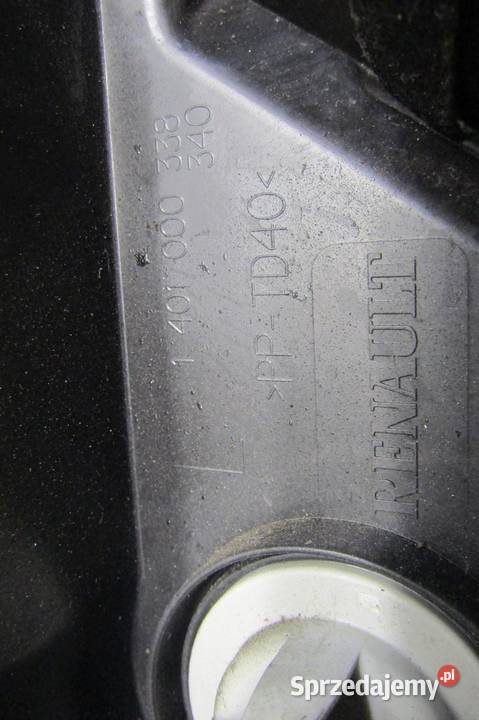 1 401 000 338
340
>PP-TD40<
L
RENAULT
Sprzedajemy.pl